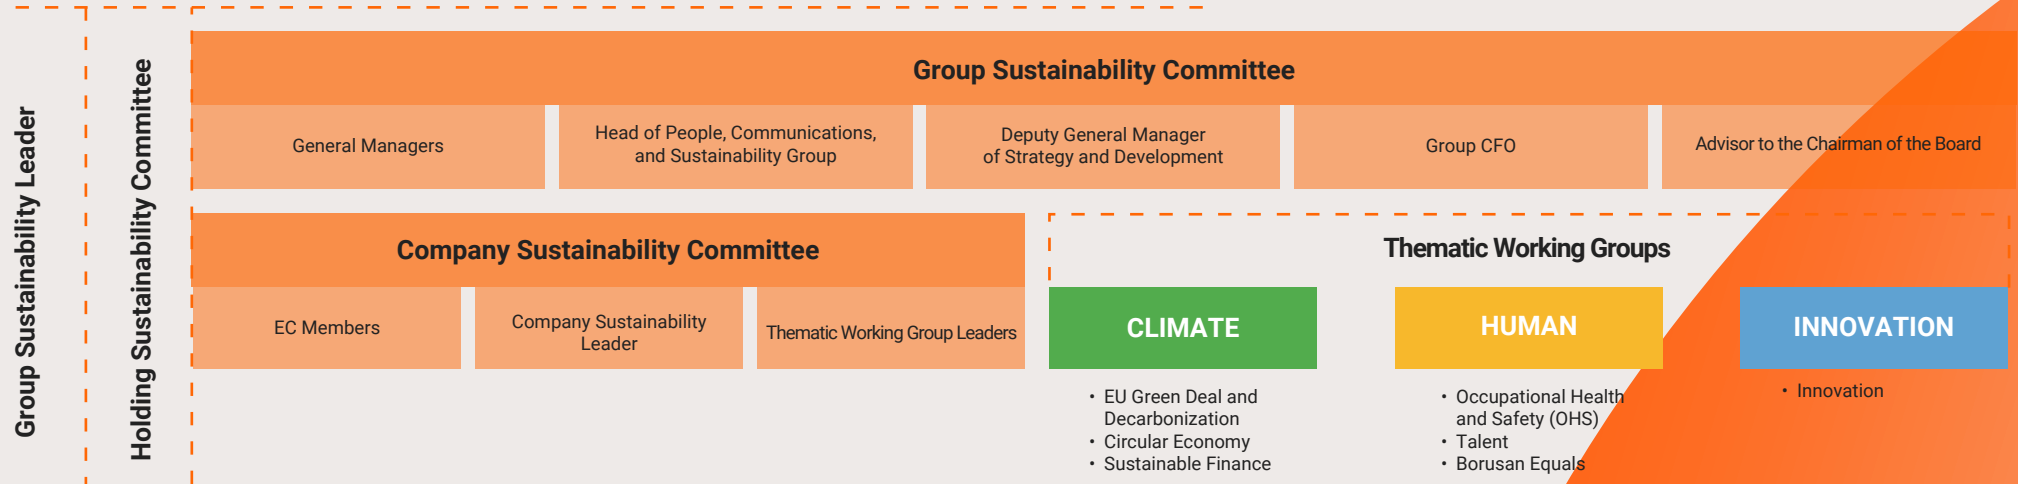 Group Sustainability Leader
Holding Sustainability Committee
Group Sustainability Committee
General Managers
Head of People, Communications,
and Sustainability Group
Deputy General Manager
of Strategy and Development
Group CFO
Advisor to the Chairman of the Board
Company Sustainability Committee
EC Members
Company Sustainability
Leader
Thematic Working Group Leaders
Thematic Working Groups
CLIMATE
• EU Green Deal and
Decarbonization
• Circular Economy
• Sustainable Finance
HUMAN
• Occupational Health
and Safety (OHS)
• Talent
• Borusan Equals
INNOVATION
• Innovation